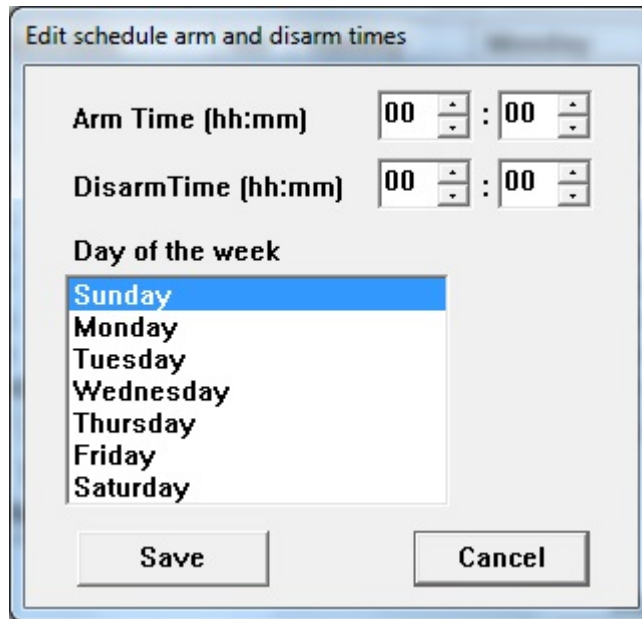 Edit schedule arm and disarm times
Monday
Arm Time (hh:mm) 00 : 00
DisarmTime (hh:mm) 00 : 00
Day of the week
Sunday
Monday
Tuesday
Wednesday
Thursday
Friday
Saturday
Save Cancel